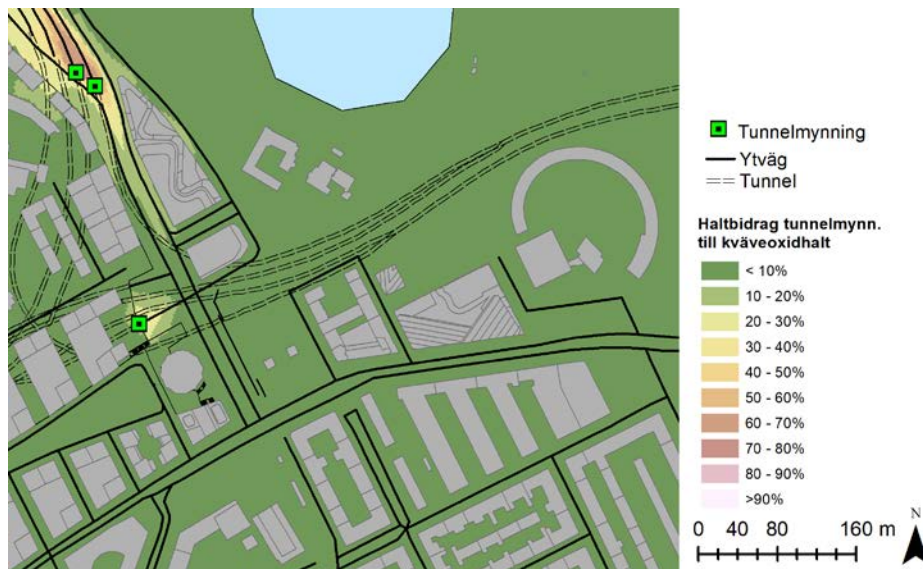 Tunnelmynning
Ytväg
Tunnel
Haltbidrag tunnelmynn.
till kväveoxidhalt
< 10%
10 - 20%
20 - 30%
30 - 40%
40 - 50%
50 - 60%
60 - 70%
70 - 80%
80 - 90%
>90%
N
0 40 80 160 m